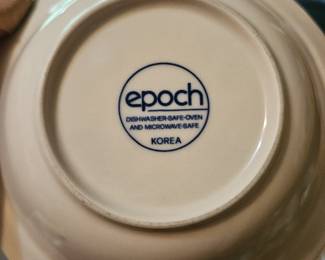 epoch
DISHWASHER-SAFE-OVEN
AND MICROWAVE-SAFE
KOREA